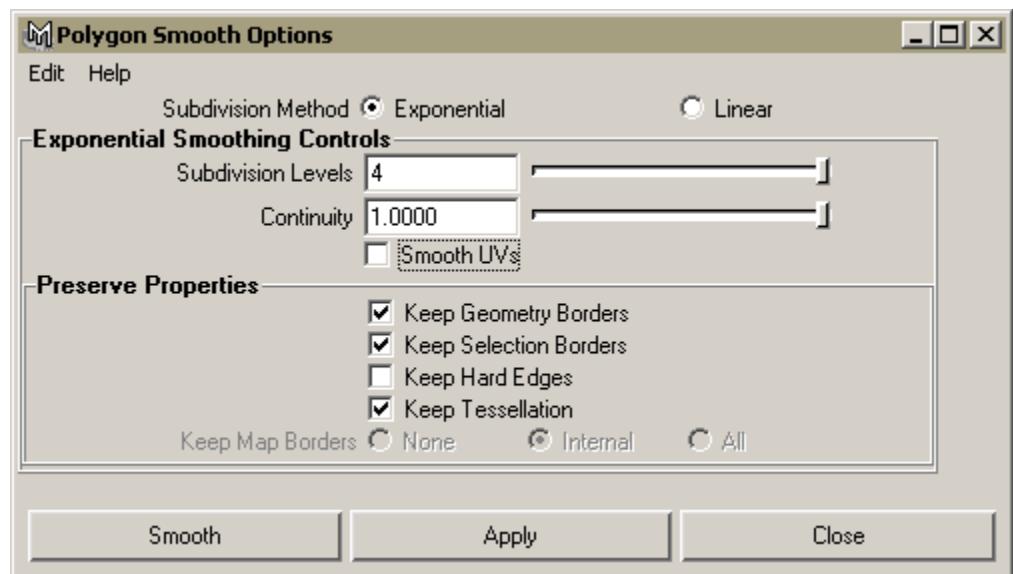 Polygon Smooth Options
Edit Help
Subdivision Method Exponential Linear
Exponential Smoothing Controls
Subdivision Levels 4
Continuity 1.0000
Smooth UVs
Preserve Properties
Keep Geometry Borders
Keep Selection Borders
Keep Hard Edges
Keep Tessellation
Keep Map Borders None Internal All
Smooth Apply Close